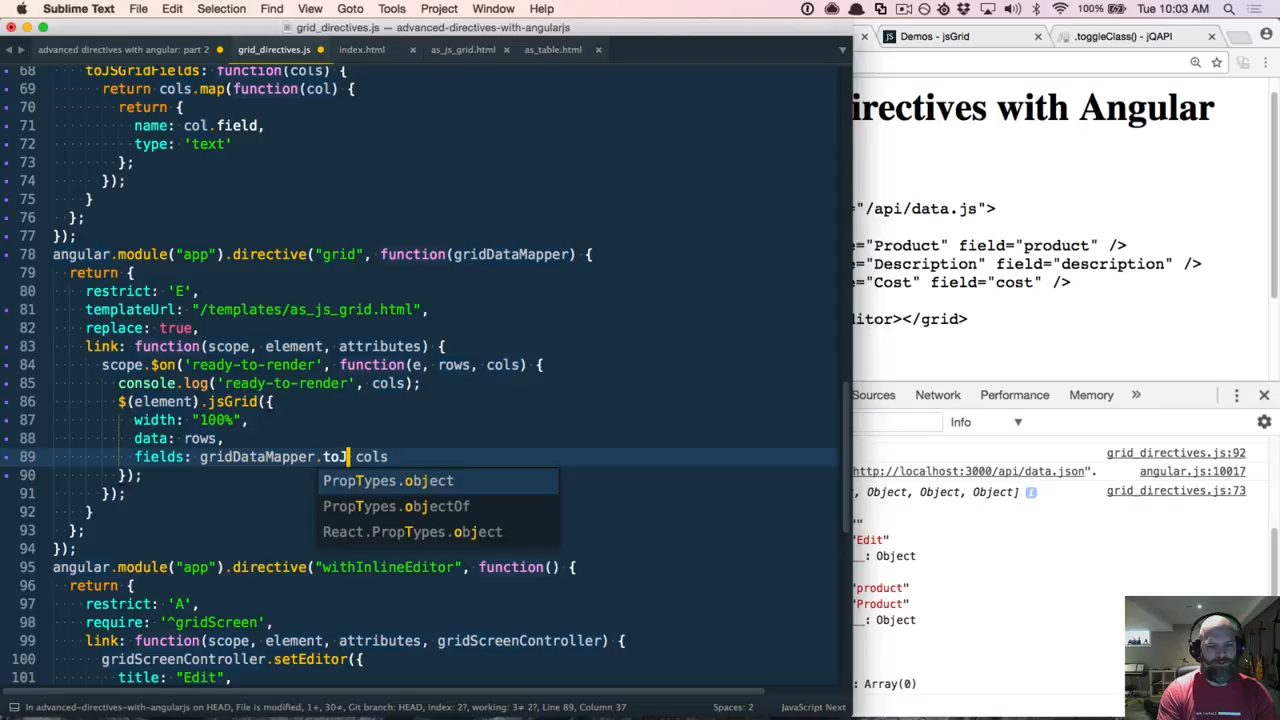 Sublime Text File Edit Selection Find View Goto Tools Project Window Help 100% Tue 10:03 AM
grid_directives.js — advanced-directives-with-angularjs
advanced directives with angular: part 2 grid_directives.js index.html as_js_grid.html as_table.html
68 toJSGridFields: function(cols) {
69 return cols.map(function(col) {
70 return {
71 name: col.field,
72 type: 'text'
73 };
74 });
75 }
76 };
77 });
78 angular.module("app").directive("grid", function(gridDataMapper) {
79 return {
80 restrict: 'E',
81 templateUrl: "/templates/as_js_grid.html",
82 replace: true,
83 link: function(scope, element, attributes) {
84 scope.$on('ready-to-render', function(e, rows, cols) {
85 console.log('ready-to-render', cols);
86 $(element).jsGrid({
87 width: "100%",
88 data: rows,
89 fields: gridDataMapper.toJ cols
90 });
91 });
92 }
93 };
94 });
95 angular.module("app").directive("withInlineEditor", function() {
96 return {
97 restrict: 'A',
98 require: '^gridScreen',
99 link: function(scope, element, attributes, gridScreenController) {
100 gridScreenController.setEditor({
101 title: "Edit",
PropTypes.object
PropTypes.objectOf
React.PropTypes.object
In advanced-directives-with-angularjs on HEAD, File is modified, 1+, 30≠, Git branch: HEAD, index: 27, working: 3≠ 27, Line 89, Column 37 Spaces: 2 JavaScript Next
Demos - jsGrid .toggleClass() - jQAPI
irectives with Angular
="/api/data.js">
e="Product" field="product" />
e="Description" field="description" />
e="Cost" field="cost" />
itor></grid>
Sources Network Performance Memory
Info
grid_directives.js:92
http://localhost:3000/api/data.json". angular.js:10017
, Object, Object, Object] grid_directives.js:73
"Edit"
__: Object
"product"
"Product"
__: Object
: Array(0)